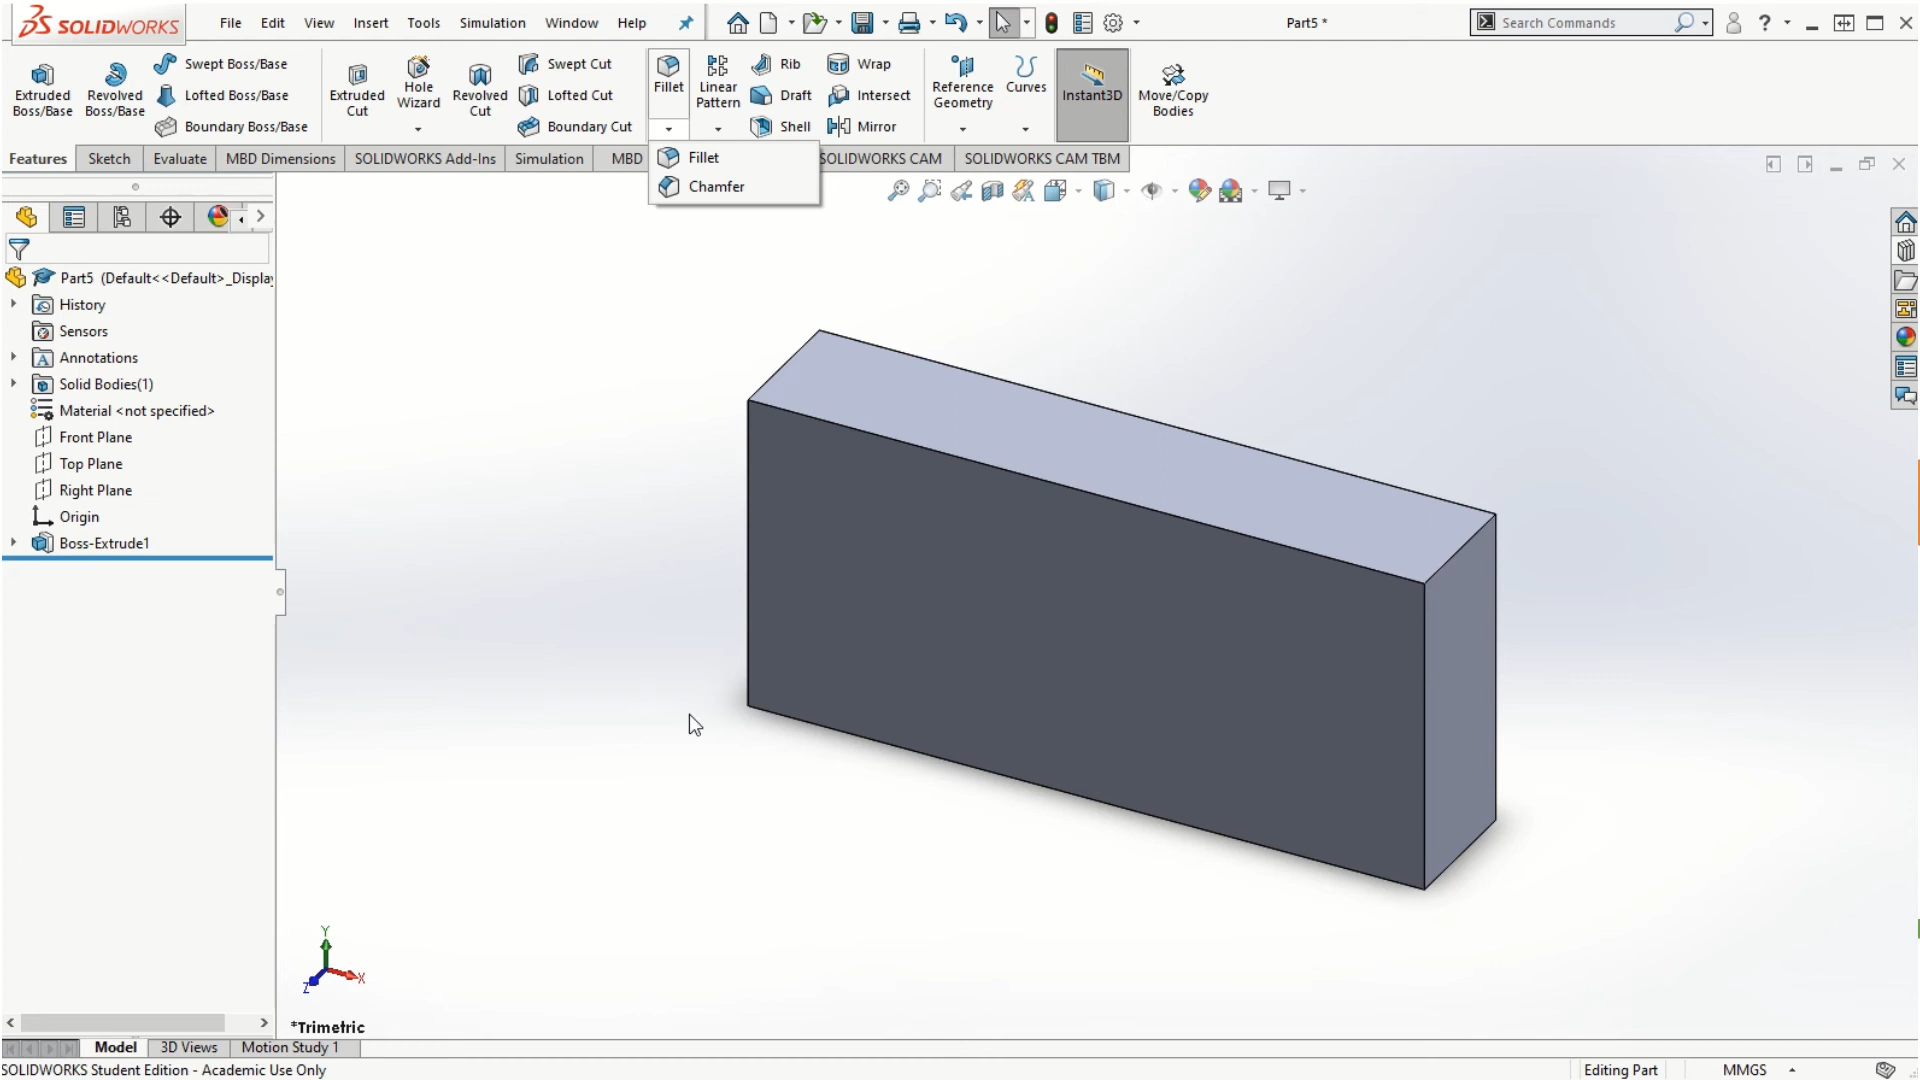 SOLIDWORKS File Edit View Insert Tools Simulation Window Help Part5 * Search Commands ?
Extruded Boss/Base
Revolved Boss/Base
Swept Boss/Base
Lofted Boss/Base
Boundary Boss/Base
Extruded Cut
Hole Wizard
Revolved Cut
Swept Cut
Lofted Cut
Boundary Cut
Fillet
Linear Pattern
Rib
Draft
Shell
Wrap
Intersect
Mirror
Reference Geometry
Curves
Instant3D
Move/Copy Bodies
Features Sketch Evaluate MBD Dimensions SOLIDWORKS Add-Ins Simulation MBD SOLIDWORKS CAM SOLIDWORKS CAM TBM
Fillet
Chamfer
Part5 (Default<<Default>_Display
History
Sensors
Annotations
Solid Bodies(1)
Material <not specified>
Front Plane
Top Plane
Right Plane
Origin
Boss-Extrude1
Y
X
Z
*Trimetric
Model 3D Views Motion Study 1
SOLIDWORKS Student Edition - Academic Use Only Editing Part MMGS